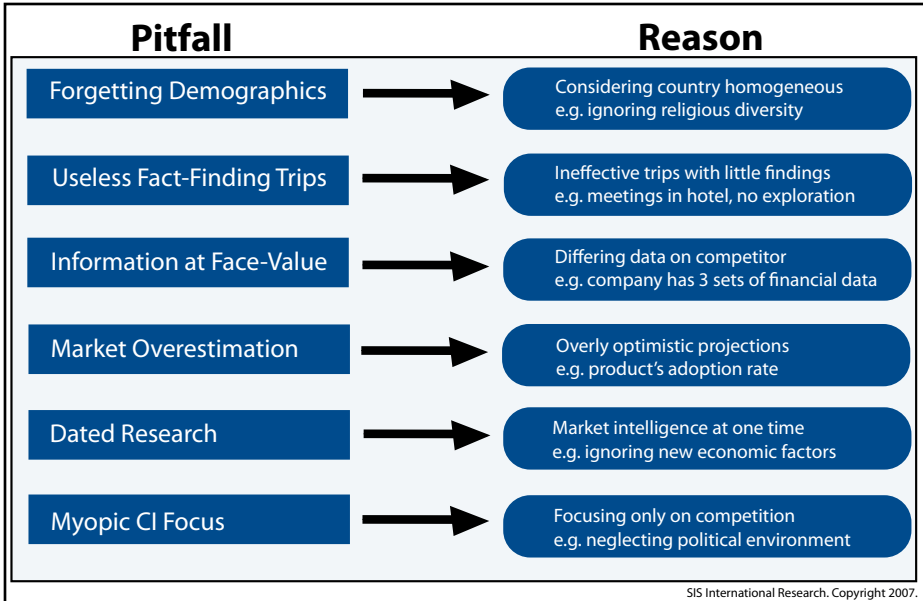 Pitfall
Reason
Forgetting Demographics
Considering country homogeneous
e.g. ignoring religious diversity
Useless Fact-Finding Trips
Ineffective trips with little findings
e.g. meetings in hotel, no exploration
Information at Face-Value
Differing data on competitor
e.g. company has 3 sets of financial data
Market Overestimation
Overly optimistic projections
e.g. product's adoption rate
Dated Research
Market intelligence at one time
e.g. ignoring new economic factors
Myopic CI Focus
Focusing only on competition
e.g. neglecting political environment
SIS International Research. Copyright 2007.